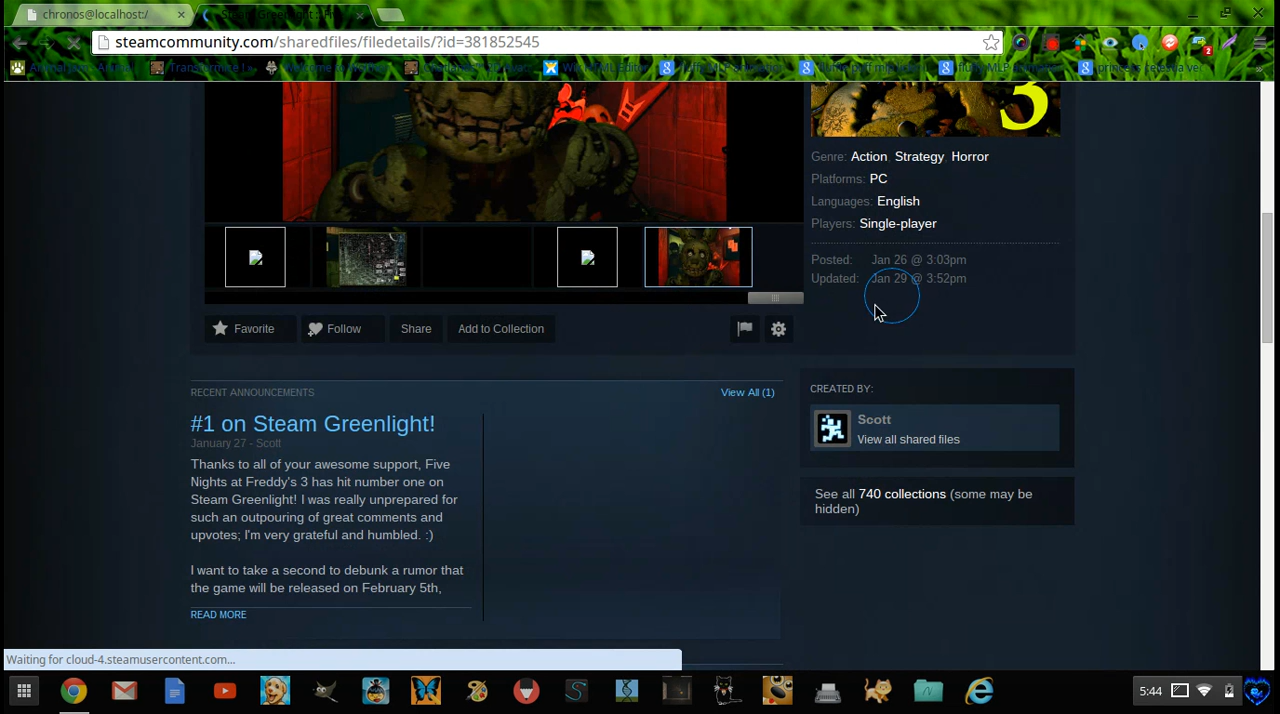 chronos@localhost:/
steamcommunity.com/sharedfiles/filedetails/?id=381852545
3
Genre: Action, Strategy, Horror
Platforms: PC
Languages: English
Players: Single-player
Posted: Jan 26 @ 3:03pm
Updated: Jan 29 @ 3:52pm
Favorite
Follow
Share
Add to Collection
RECENT ANNOUNCEMENTS
View All (1)
#1 on Steam Greenlight!
January 27 - Scott
Thanks to all of your awesome support, Five
Nights at Freddy's 3 has hit number one on
Steam Greenlight! I was really unprepared for
such an outpouring of great comments and
upvotes; I'm very grateful and humbled. :)
I want to take a second to debunk a rumor that
the game will be released on February 5th,
READ MORE
CREATED BY:
Scott
View all shared files
See all 740 collections (some may be
hidden)
Waiting for cloud-4.steamusercontent.com...
5:44